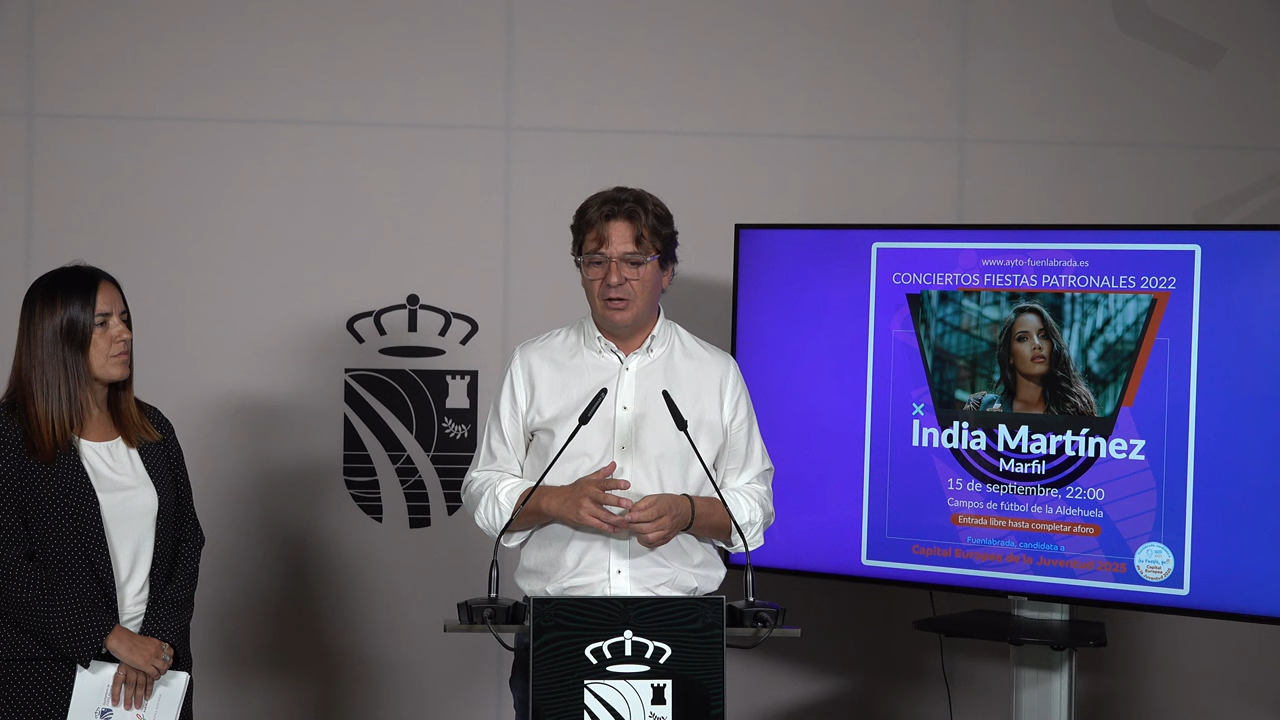 www.ayto-fuenlabrada.es
CONCIERTOS FIESTAS PATRONALES 2022
India Martínez
Marfil
15 de septiembre, 22:00
Campos de fútbol de la Aldehuela
Entrada libre hasta completar aforo
Fuenlabrada, candidata a
Capital Europea de la Juventud 2025